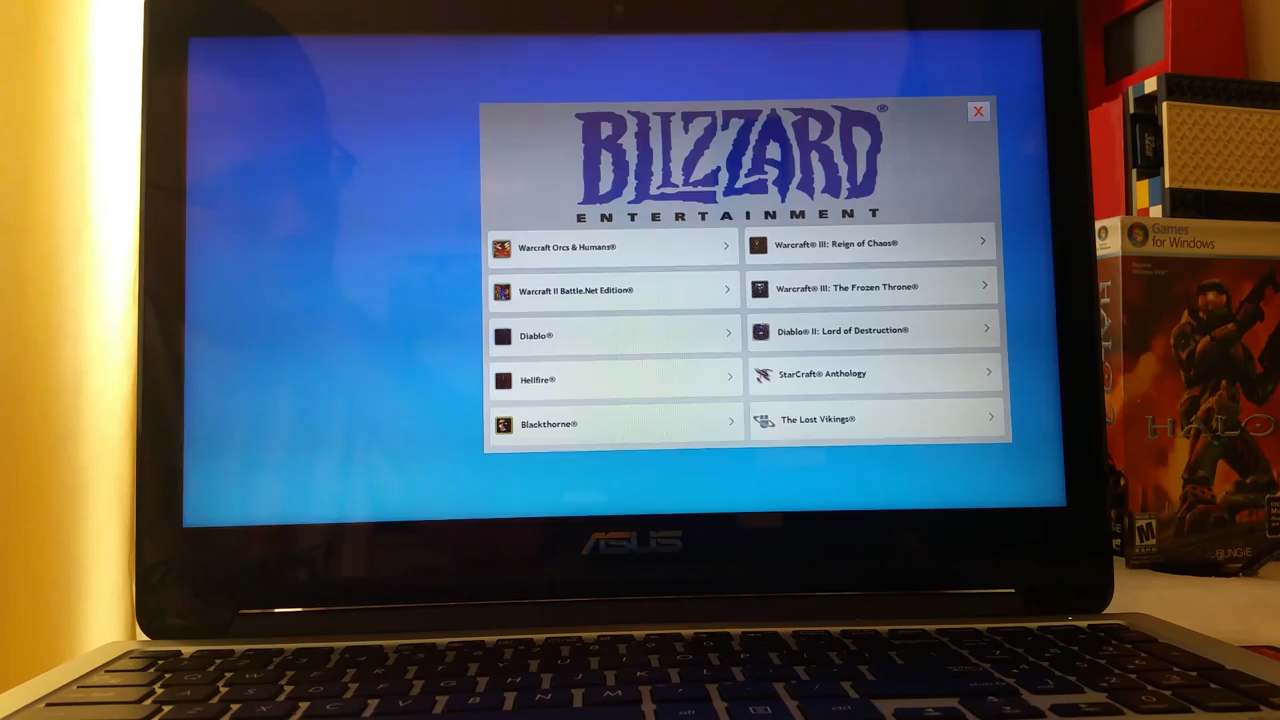 BLIZZARD®
ENTERTAINMENT
X
Warcraft Orcs & Humans®
Warcraft II Battle.Net Edition®
Diablo®
Hellfire®
Blackthorne®
Warcraft® III: Reign of Chaos®
Warcraft® III: The Frozen Throne®
Diablo® II: Lord of Destruction®
StarCraft® Anthology
The Lost Vikings®
ASUS
Games
for Windows
HALO
M
BUNGIE